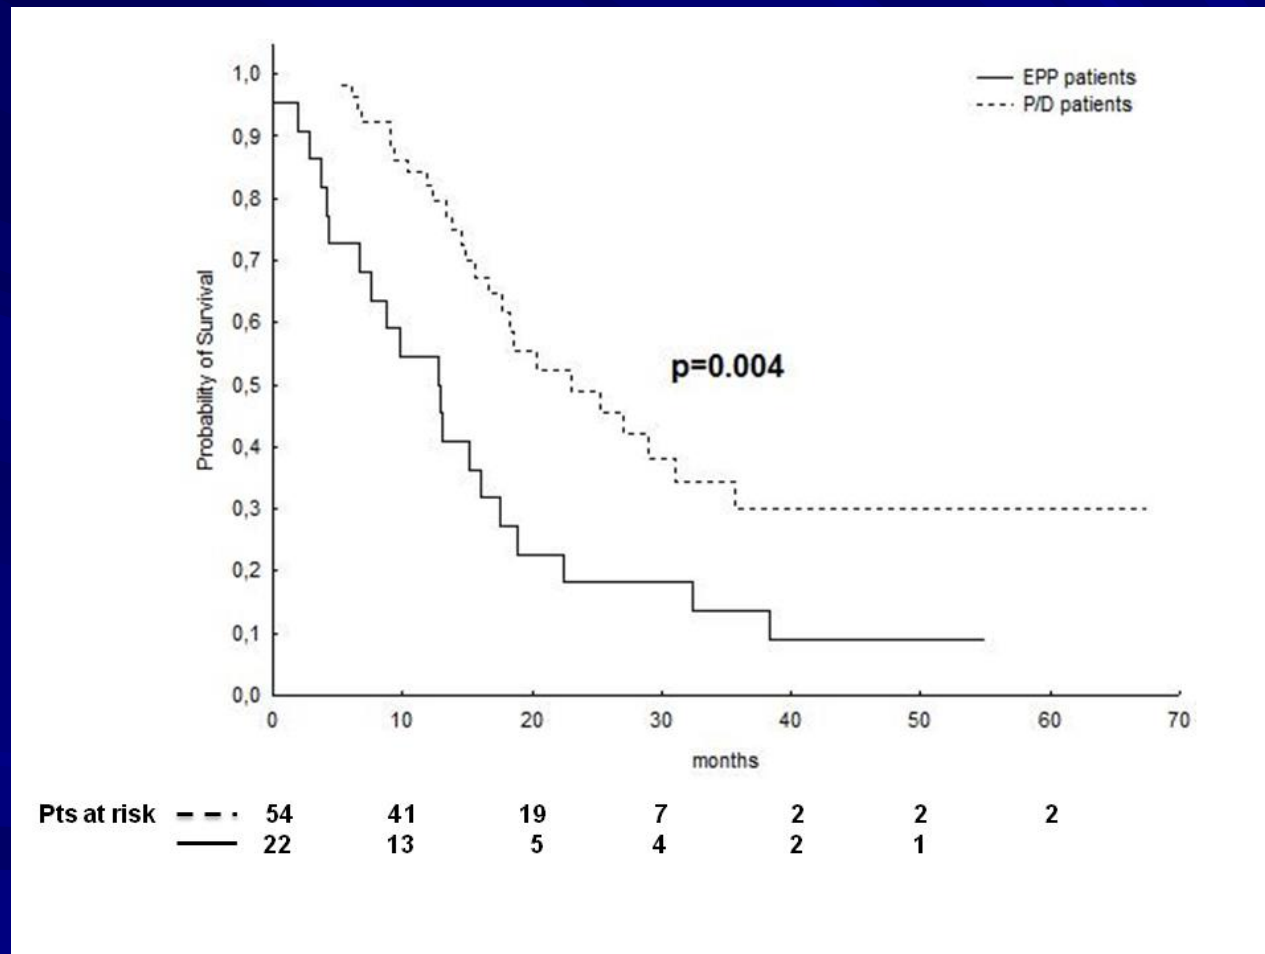 EPP patients
P/D patients
1,0
0,9
0,8
0,7
0,6
0,5
0,4
0,3
0,2
0,1
0,0
Probability of Survival
p=0.004
0 10 20 30 40 50 60 70
months
Pts at risk 54 41 19 7 2 2 2
22 13 5 4 2 1